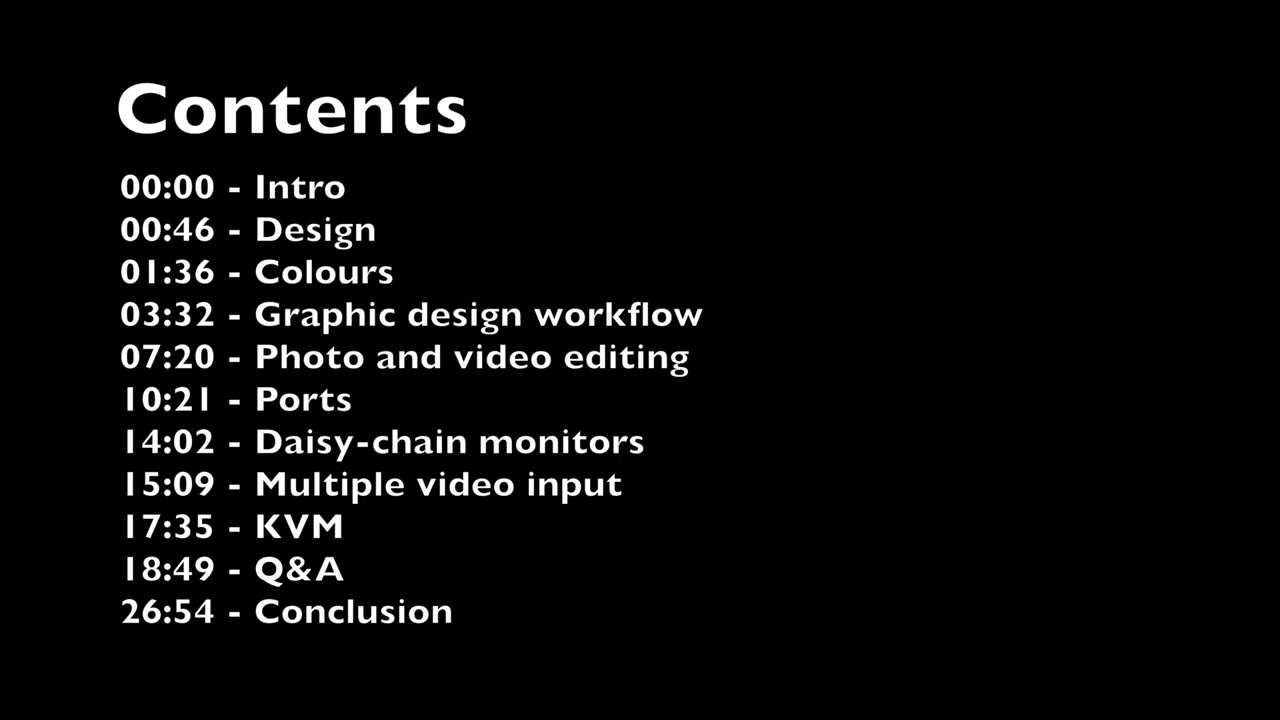 Contents
00:00 - Intro
00:46 - Design
01:36 - Colours
03:32 - Graphic design workflow
07:20 - Photo and video editing
10:21 - Ports
14:02 - Daisy-chain monitors
15:09 - Multiple video input
17:35 - KVM
18:49 - Q&A
26:54 - Conclusion